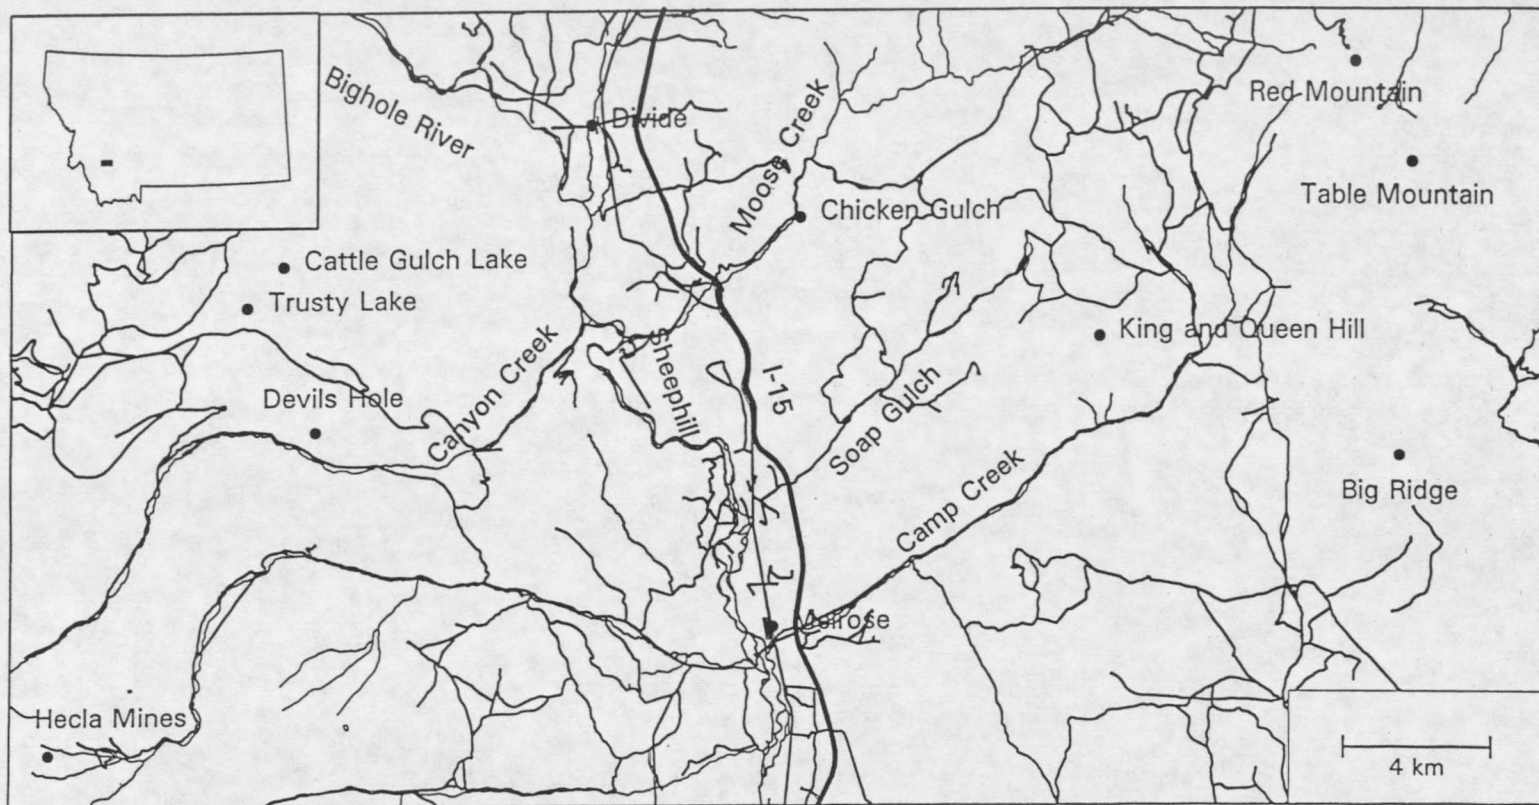 Bighole River
Divide
Moose Creek
Red Mountain
Table Mountain
Chicken Gulch
Cattle Gulch Lake
Trusty Lake
King and Queen Hill
Sheephill
Canyon Creek
I-15
Devils Hole
Soap Gulch
Camp Creek
Big Ridge
Melrose
Hecla Mines
4 km